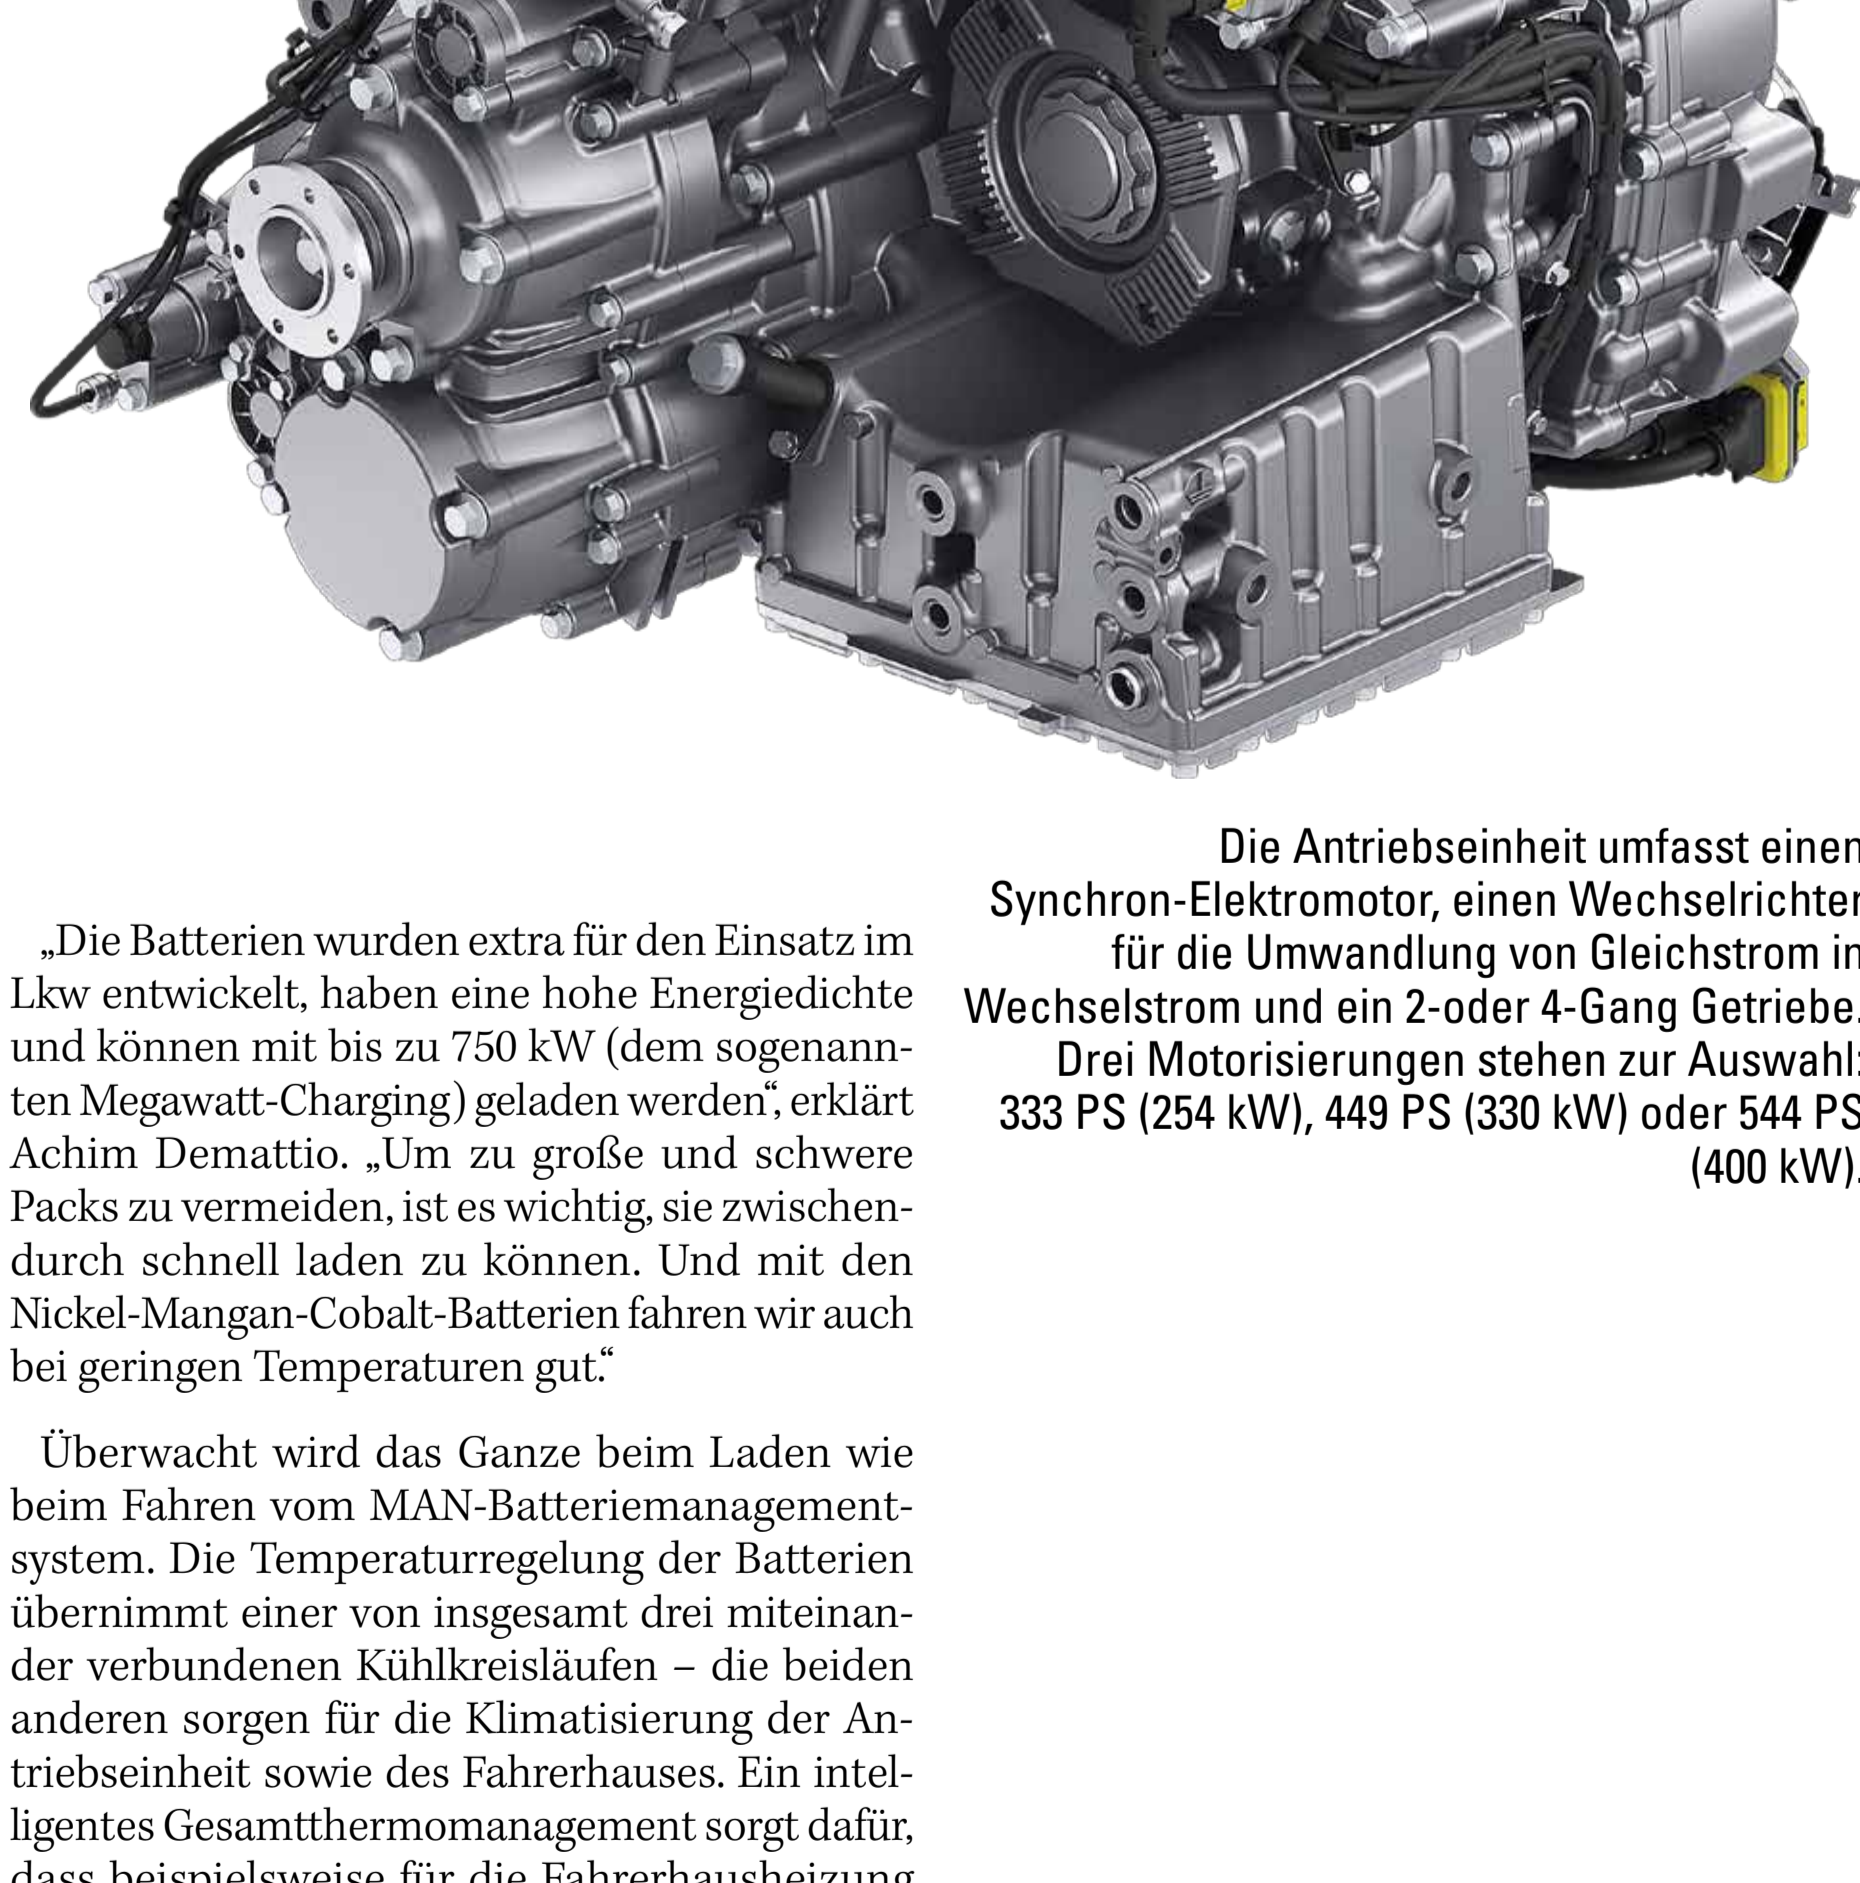 Die Antriebseinheit umfasst einen
Synchron-Elektromotor, einen Wechselrichter
für die Umwandlung von Gleichstrom in
Wechselstrom und ein 2-oder 4-Gang Getriebe.
Drei Motorisierungen stehen zur Auswahl:
333 PS (254 kW), 449 PS (330 kW) oder 544 PS
(400 kW).
„Die Batterien wurden extra für den Einsatz im
Lkw entwickelt, haben eine hohe Energiedichte
und können mit bis zu 750 kW (dem sogenann-
ten Megawatt-Charging) geladen werden“, erklärt
Achim Demattio. „Um zu große und schwere
Packs zu vermeiden, ist es wichtig, sie zwischen-
durch schnell laden zu können. Und mit den
Nickel-Mangan-Cobalt-Batterien fahren wir auch
bei geringen Temperaturen gut.“
Überwacht wird das Ganze beim Laden wie
beim Fahren vom MAN-Batteriemanagement-
system. Die Temperaturregelung der Batterien
übernimmt einer von insgesamt drei miteinan-
der verbundenen Kühlkreisläufen – die beiden
anderen sorgen für die Klimatisierung der An-
triebseinheit sowie des Fahrerhauses. Ein intel-
ligentes Gesamtthermomanagement sorgt dafür,
dass beispielsweise für die Fahrerhausheizung